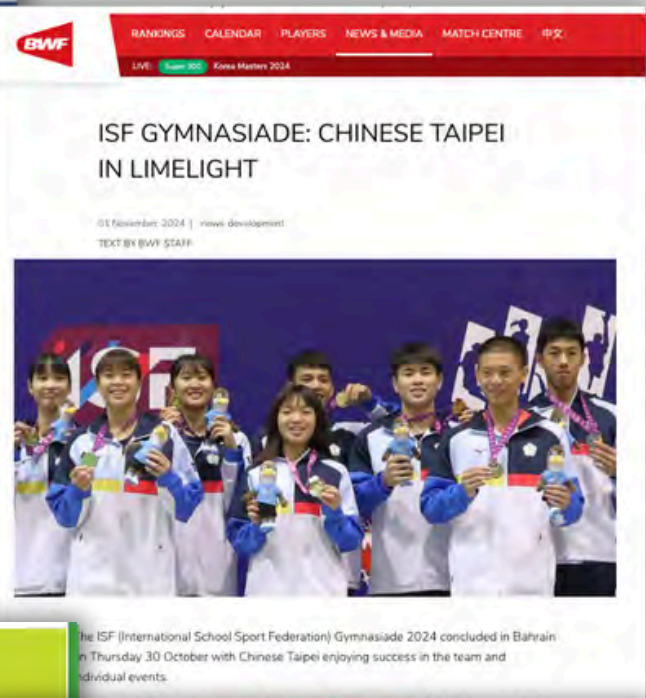 BWF
RANKINGS CALENDAR PLAYERS NEWS & MEDIA MATCH CENTRE 中文
LIVE: Super 300 Korea Masters 2024
ISF GYMNASIADE: CHINESE TAIPEI
IN LIMELIGHT
01 November, 2024 | news development
TEXT BY BWF STAFF
ISF
he ISF (International School Sport Federation) Gymnasiade 2024 concluded in Bahrain
n Thursday 30 October with Chinese Taipei enjoying success in the team and
dividual events.